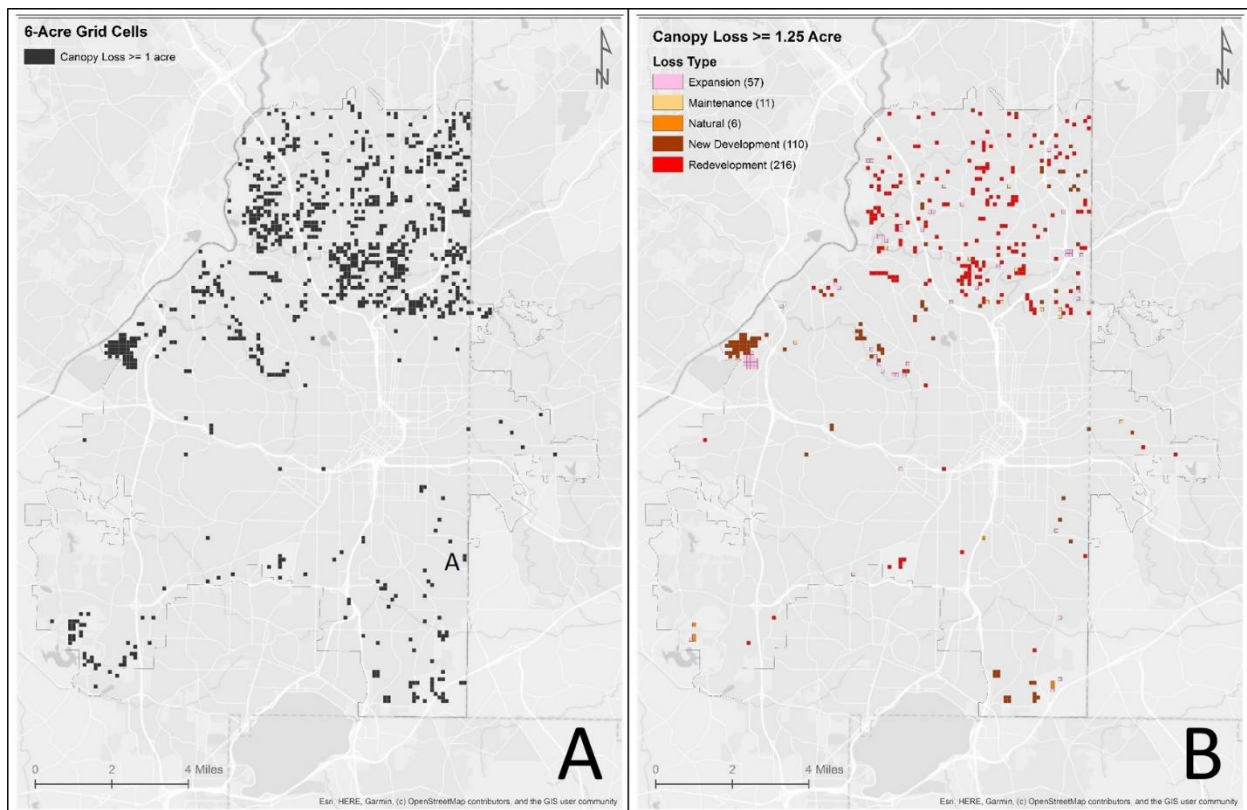 6-Acre Grid Cells
Canopy Loss >= 1 acre
N
A
0 2 4 Miles
Esri, HERE, Garmin, (c) OpenStreetMap contributors, and the GIS user community
A
Canopy Loss >= 1.25 Acre
Loss Type
Expansion (57)
Maintenance (11)
Natural (6)
New Development (110)
Redevelopment (216)
N
0 2 4 Miles
Esri, HERE, Garmin, (c) OpenStreetMap contributors, and the GIS user community
B